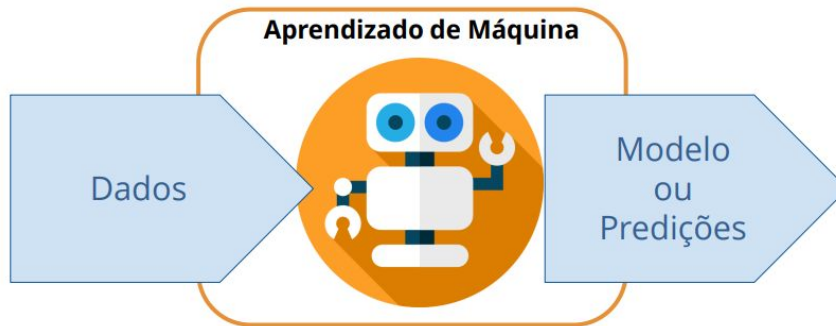 Aprendizado de Máquina
Dados
Modelo
ou
Predições